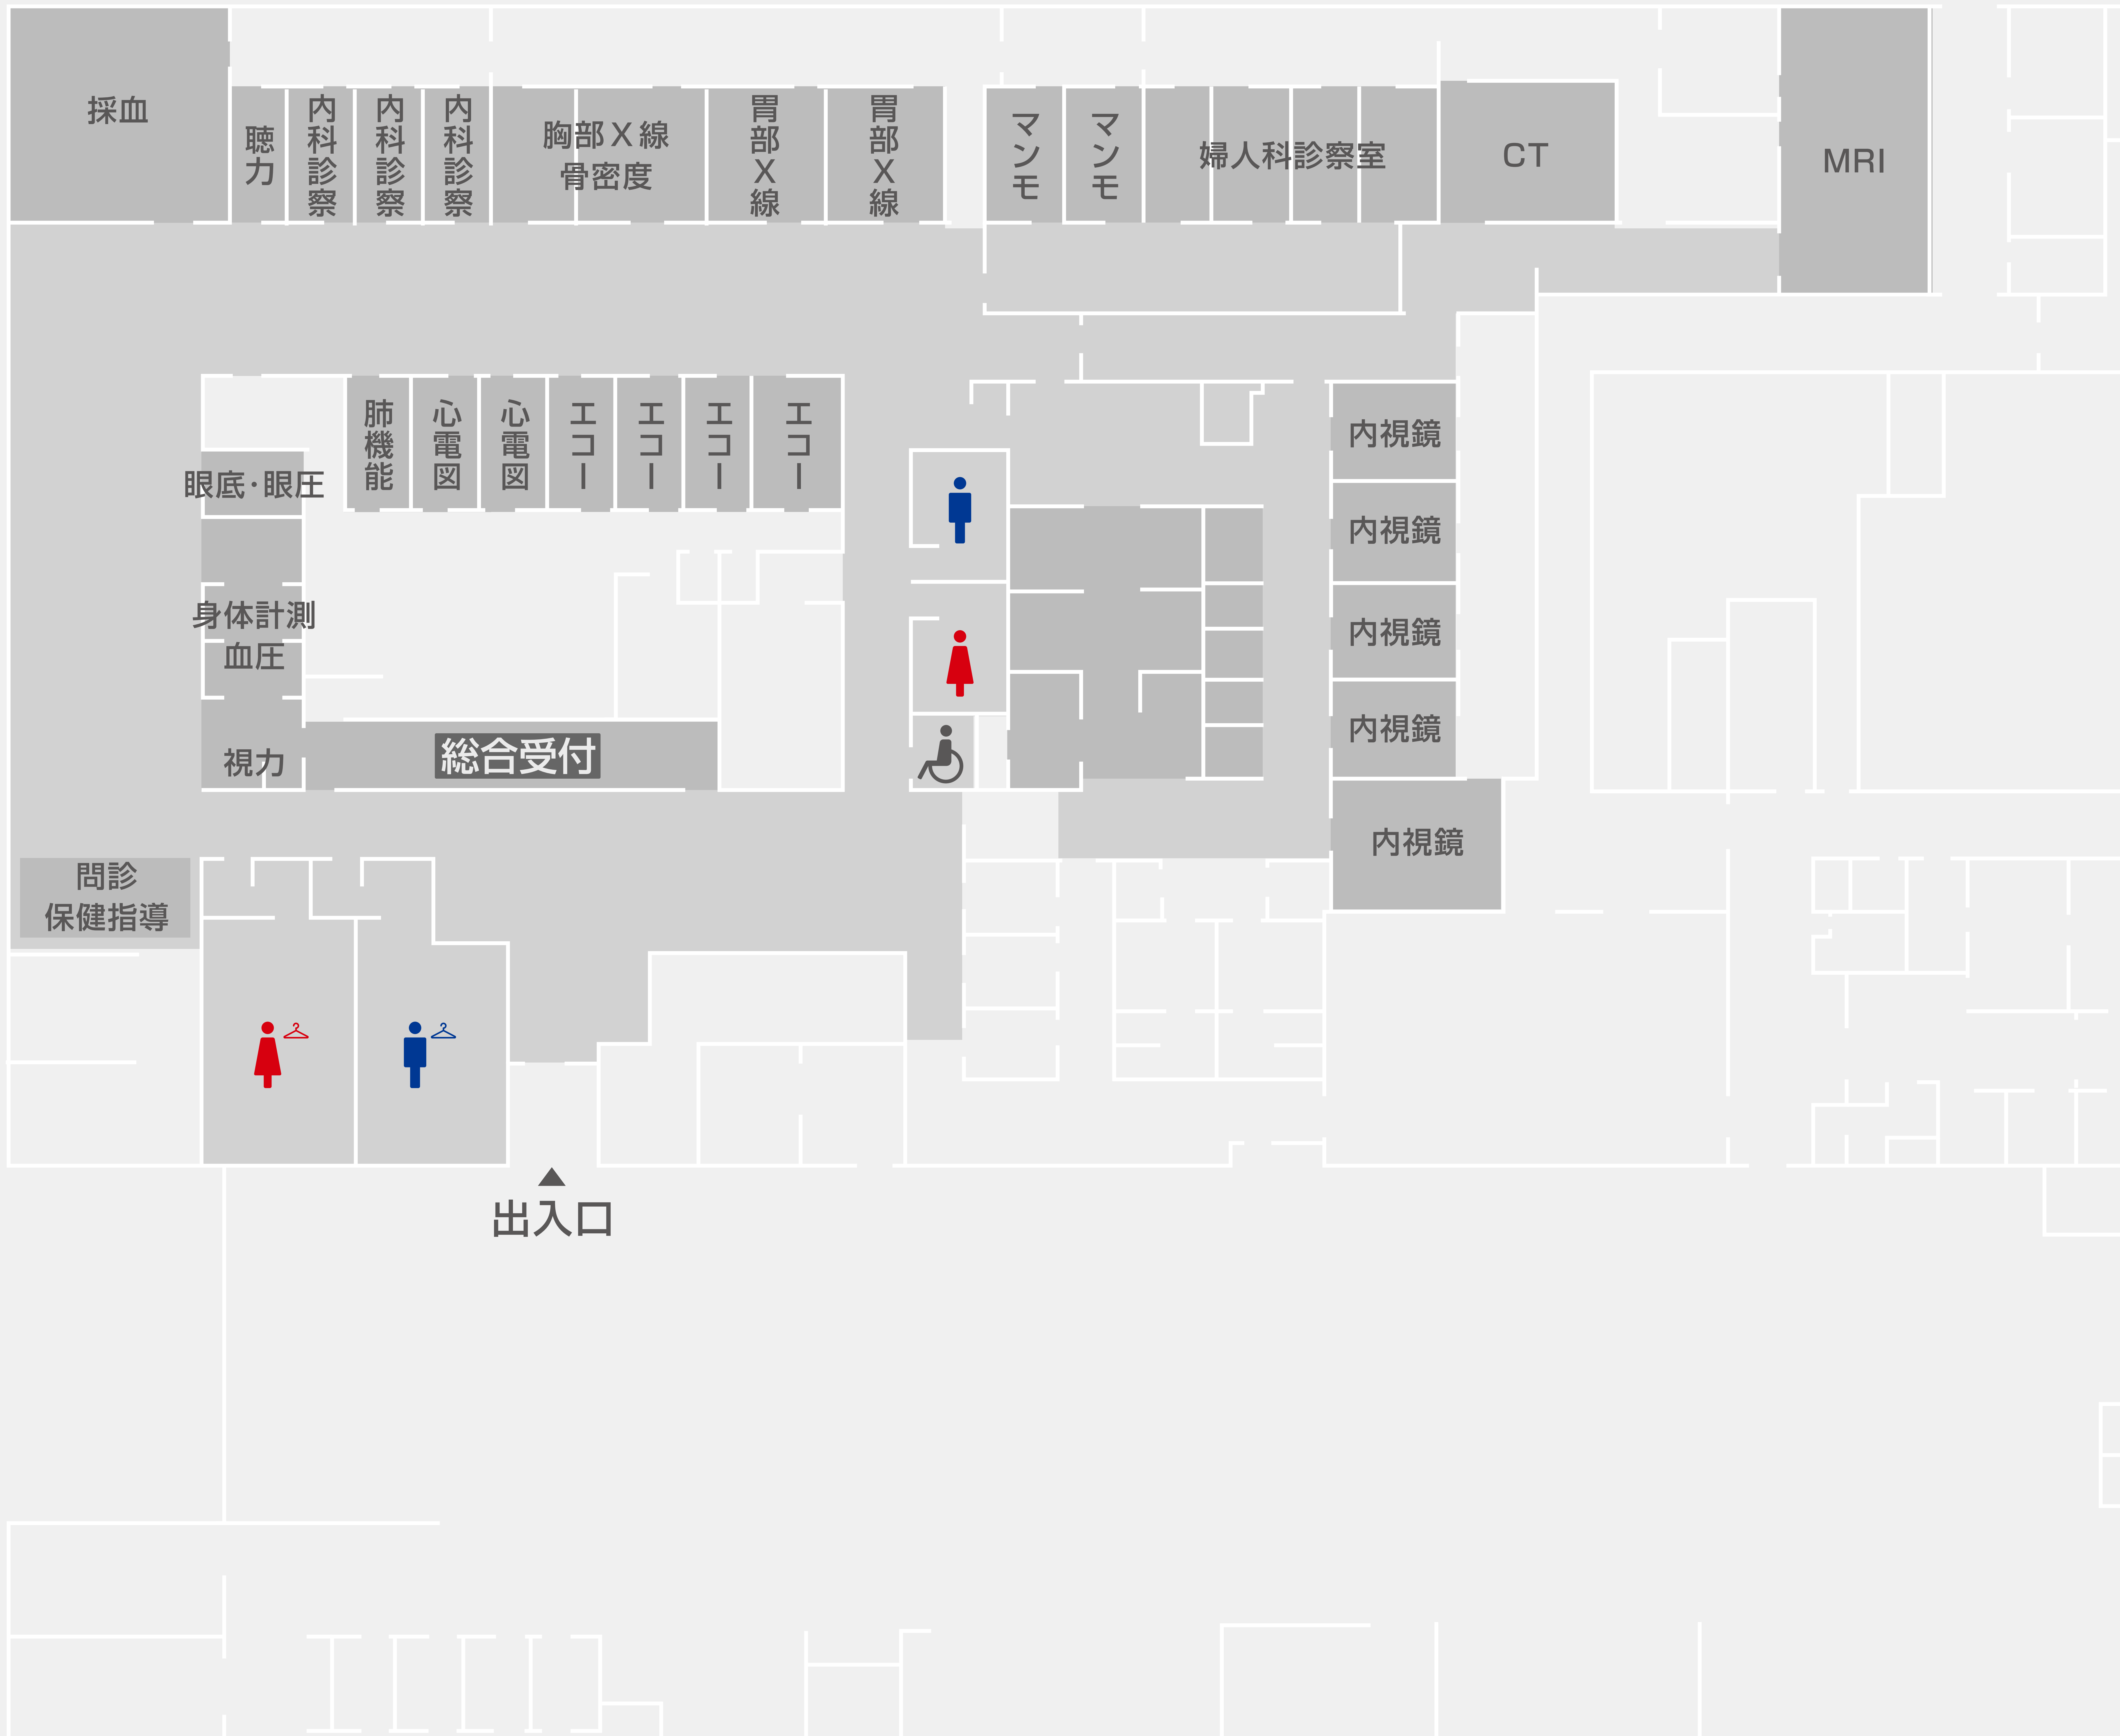 採血
聴力
内科診察
内科診察
内科診察
胸部X線
骨密度
胃部X線
胃部X線
マンモ
マンモ
婦人科診察室
CT
MRI
肺機能
心電図
心電図
エコー
エコー
エコー
エコー
内視鏡
眼底・眼圧
内視鏡
身体計測
血圧
内視鏡
内視鏡
視力
総合受付
内視鏡
問診
保健指導
出入口